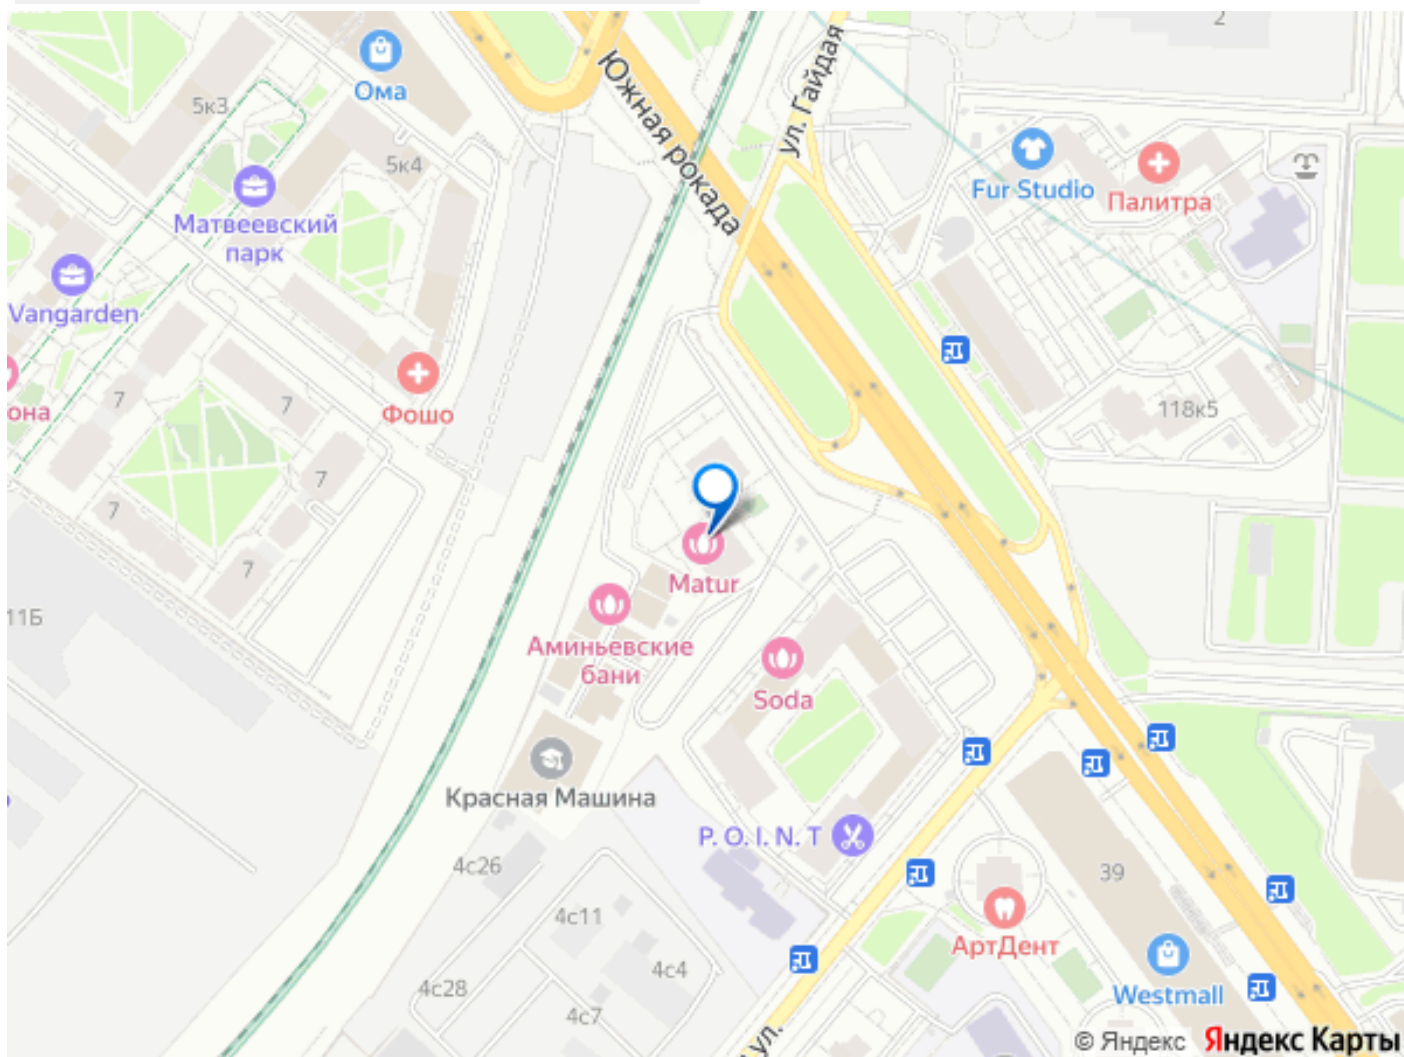 2
Ома
5к3
Южная рокада
ул. Гайдая
5к4
Fur Studio
Палитра
Матвеевский
парк
Vangarden
Фошо
она
7
7
118к5
7
7
7
Matur
11Б
Аминьевские
бани
Soda
Красная Машина
P. O. I. N. T
4с26
39
4с11
АртДент
4с4
4с28
Westmall
4с7
ул.
© Яндекс Яндекс Карты